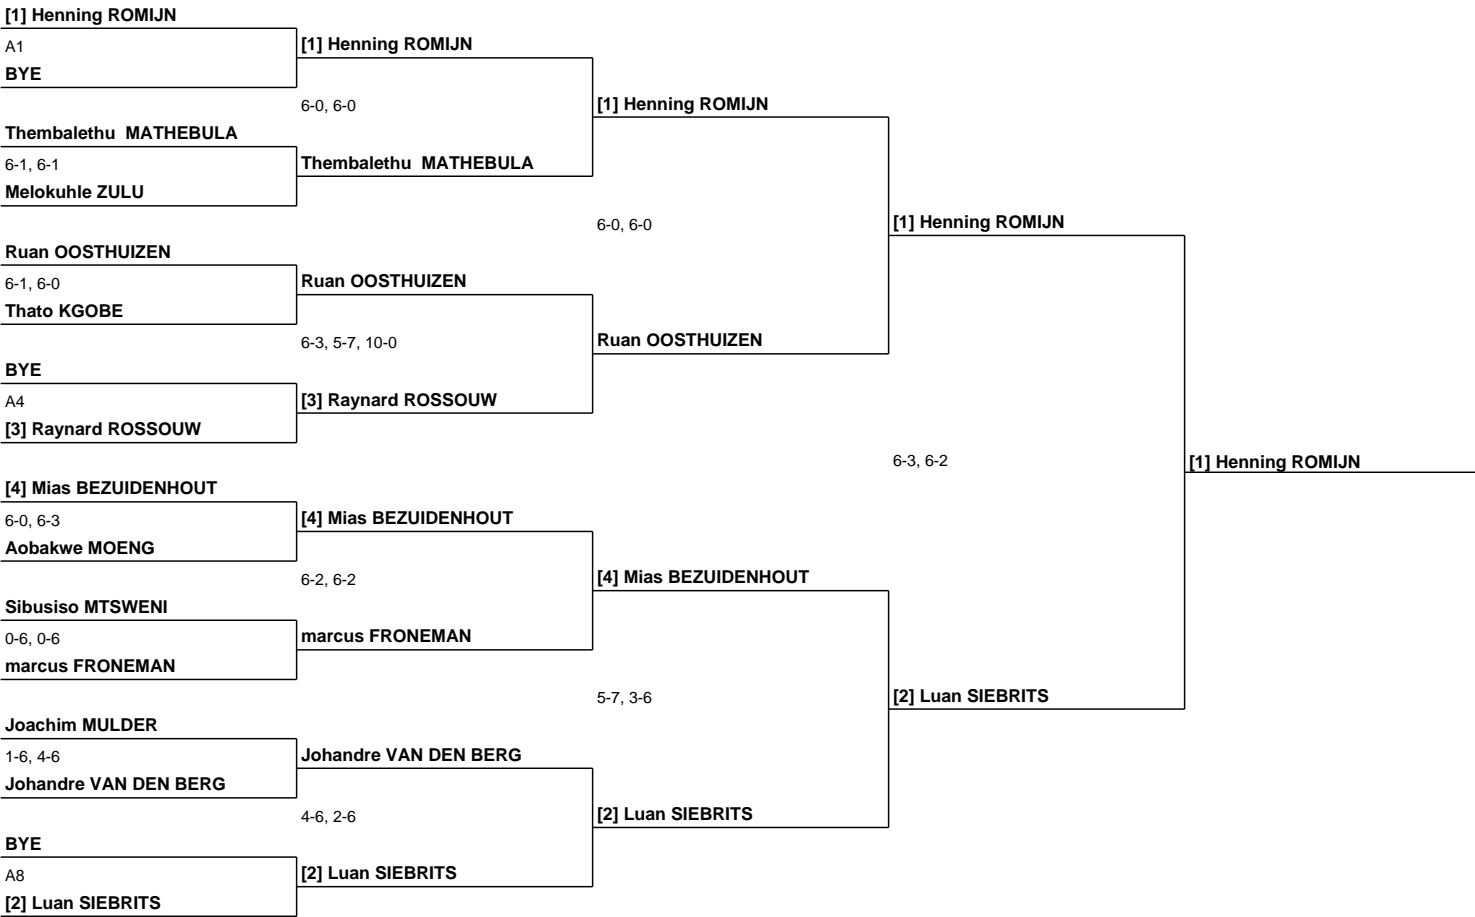 [1] Henning ROMIJN
A1
BYE
Thembalethu  MATHEBULA
6-1, 6-1
Melokuhle ZULU
Ruan OOSTHUIZEN
6-1, 6-0
Thato KGOBE
BYE
A4
[3] Raynard ROSSOUW
[4] Mias BEZUIDENHOUT
6-0, 6-3
Aobakwe MOENG
Sibusiso MTSWENI
0-6, 0-6
marcus FRONEMAN
Joachim MULDER
1-6, 4-6
Johandre VAN DEN BERG
BYE
A8
[2] Luan SIEBRITS
[1] Henning ROMIJN
6-0, 6-0
Thembalethu  MATHEBULA
Ruan OOSTHUIZEN
6-3, 5-7, 10-0
[3] Raynard ROSSOUW
[4] Mias BEZUIDENHOUT
6-2, 6-2
marcus FRONEMAN
Johandre VAN DEN BERG
4-6, 2-6
[2] Luan SIEBRITS
[1] Henning ROMIJN
6-0, 6-0
Ruan OOSTHUIZEN
[4] Mias BEZUIDENHOUT
5-7, 3-6
[2] Luan SIEBRITS
[1] Henning ROMIJN
6-3, 6-2
[2] Luan SIEBRITS
[1] Henning ROMIJN